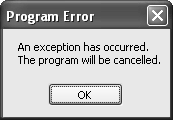 Program Error
An exception has occurred.
The program will be cancelled.
OK